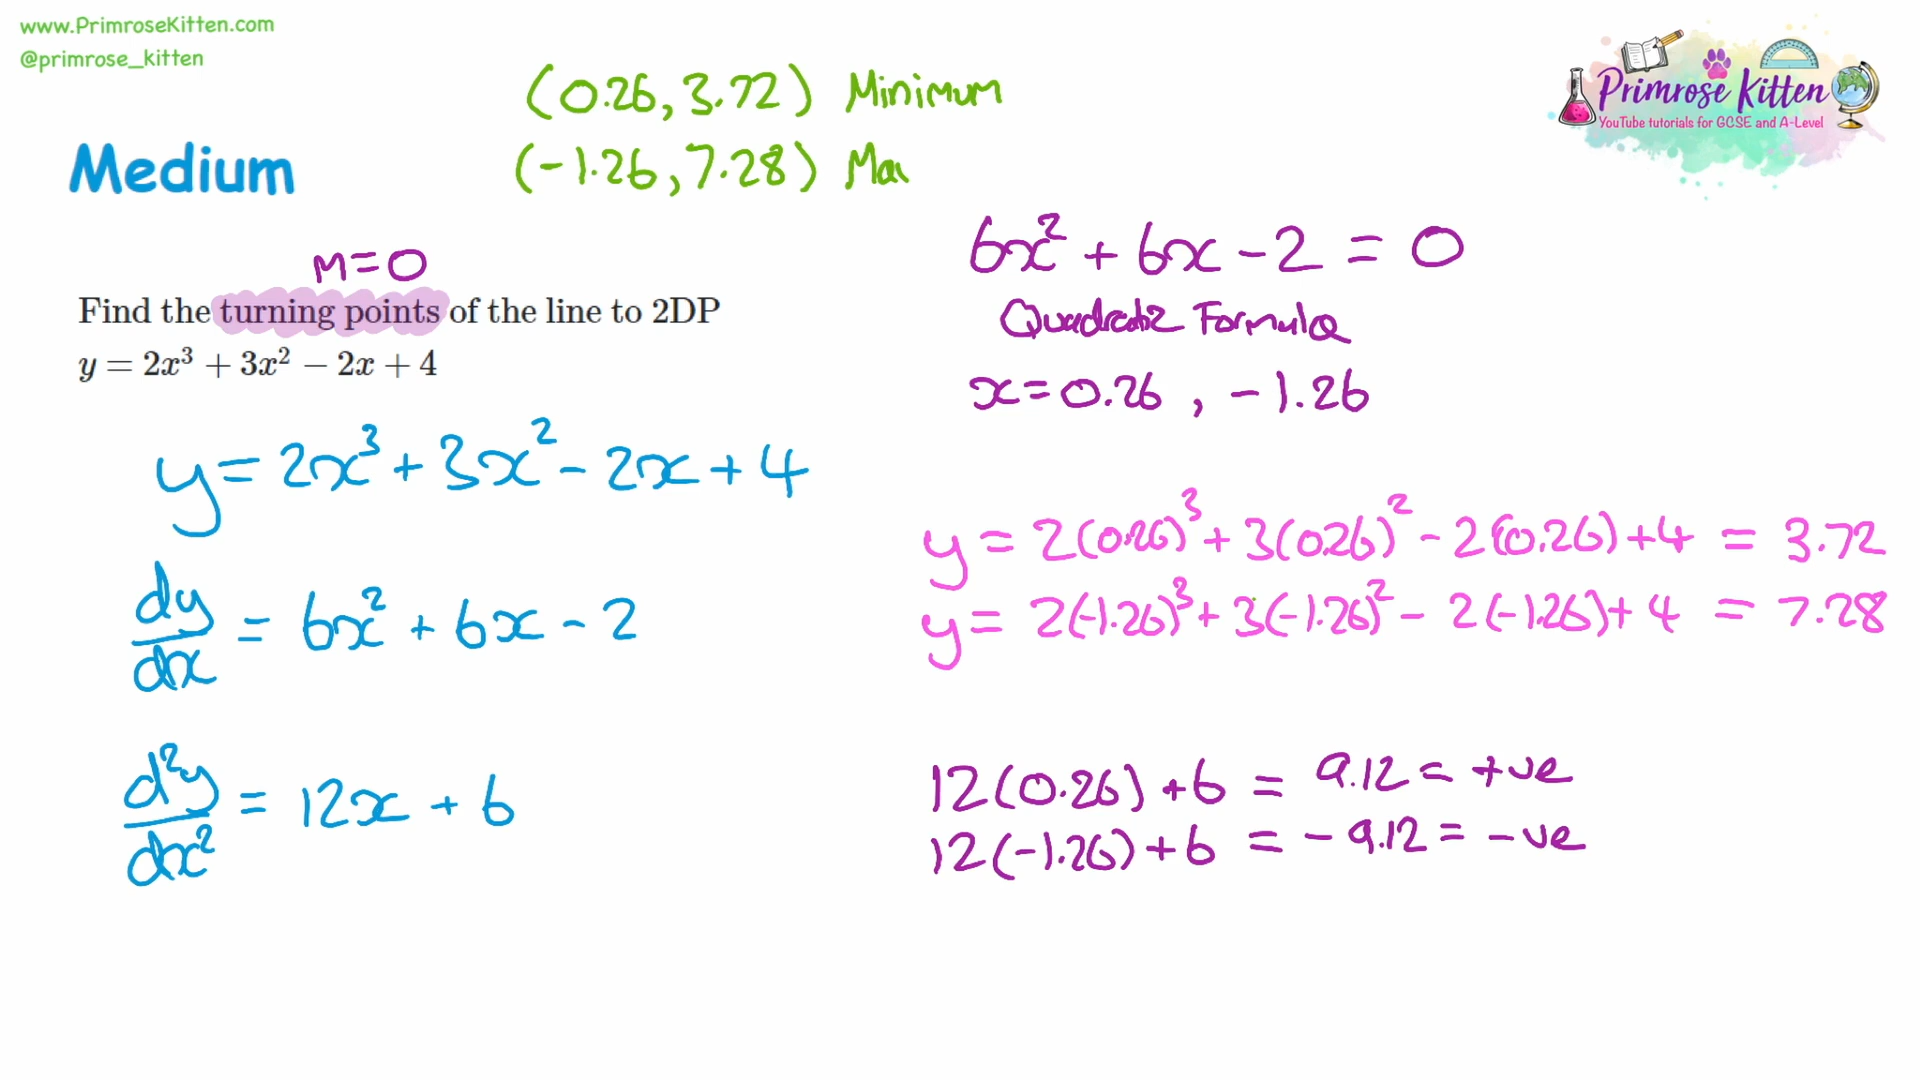 www.PrimroseKitten.com
@primrose_kitten
Primrose Kitten
YouTube tutorials for GCSE and A-Level
(0.26, 3.72) Minimum
(-1.26, 7.28) Max
Medium
M=0
Find the turning points of the line to 2DP
y = 2x³ + 3x² − 2x + 4
y = 2x³ + 3x² - 2x + 4
dy/dx = 6x² + 6x - 2
d²y/dx² = 12x + 6
6x² + 6x - 2 = 0
Quadratic Formula
x = 0.26 , -1.26
y = 2(0.26)³ + 3(0.26)² - 2(0.26) + 4 = 3.72
y = 2(-1.26)³ + 3(-1.26)² - 2(-1.26) + 4 = 7.28
12(0.26) + 6 = 9.12 = +ve
12(-1.26) + 6 = -9.12 = -ve